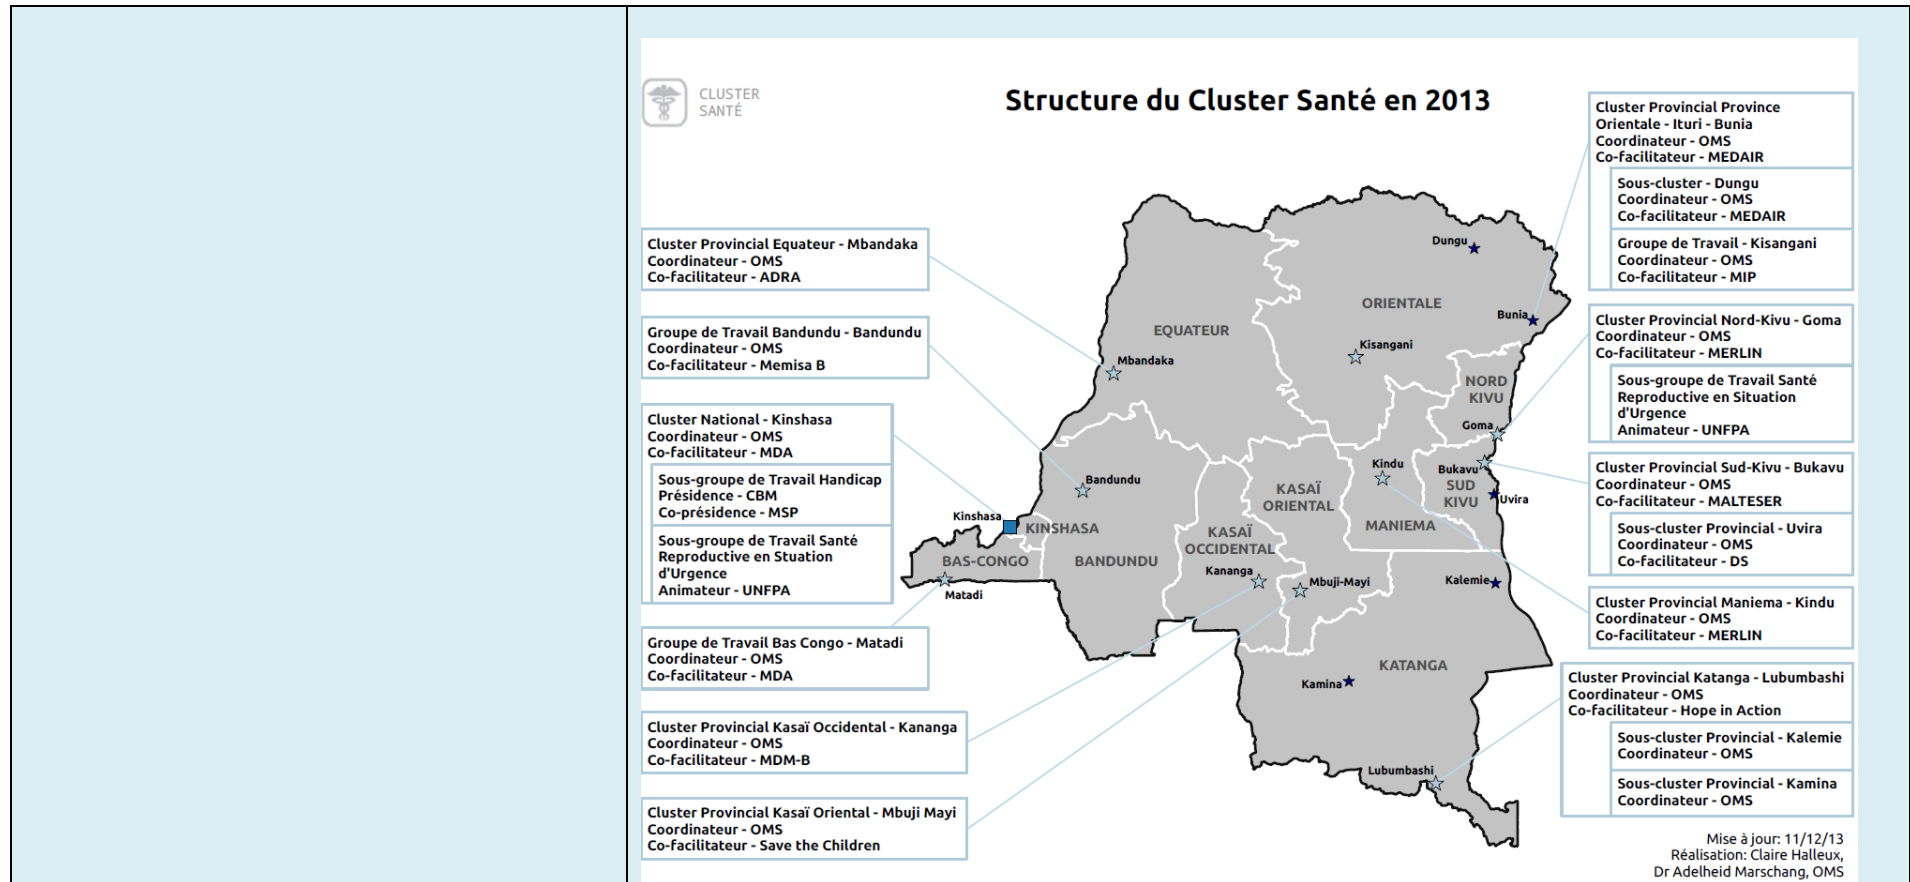 CLUSTER
SANTÉ
Structure du Cluster Santé en 2013
Cluster Provincial Equateur - Mbandaka
Coordinateur - OMS
Co-facilitateur - ADRA
Groupe de Travail Bandundu - Bandundu
Coordinateur - OMS
Co-facilitateur - Memisa B
Cluster National - Kinshasa
Coordinateur - OMS
Co-facilitateur - MDA
Sous-groupe de Travail Handicap
Présidence - CBM
Co-présidence - MSP
Sous-groupe de Travail Santé
Reproductive en Stuation
d'Urgence
Animateur - UNFPA
Groupe de Travail Bas Congo - Matadi
Coordinateur - OMS
Co-facilitateur - MDA
Cluster Provincial Kasaï Occidental - Kananga
Coordinateur - OMS
Co-facilitateur - MDM-B
Cluster Provincial Kasaï Oriental - Mbuji Mayi
Coordinateur - OMS
Co-facilitateur - Save the Children
Dungu
ORIENTALE
Bunia
EQUATEUR
Kisangani
Mbandaka
NORD
KIVU
Goma
Kindu
Bukavu
SUD
KIVU
Uvira
Bandundu
KASAÏ
ORIENTAL
MANIEMA
Kinshasa
KINSHASA
KASAÏ
OCCIDENTAL
BAS-CONGO
BANDUNDU
Kananga
Mbuji-Mayi
Kalemie
Matadi
KATANGA
Kamina
Lubumbashi
Cluster Provincial Province
Orientale - Ituri - Bunia
Coordinateur - OMS
Co-facilitateur - MEDAIR
Sous-cluster - Dungu
Coordinateur - OMS
Co-facilitateur - MEDAIR
Groupe de Travail - Kisangani
Coordinateur - OMS
Co-facilitateur - MIP
Cluster Provincial Nord-Kivu - Goma
Coordinateur - OMS
Co-facilitateur - MERLIN
Sous-groupe de Travail Santé
Reproductive en Situation
d'Urgence
Animateur - UNFPA
Cluster Provincial Sud-Kivu - Bukavu
Coordinateur - OMS
Co-facilitateur - MALTESER
Sous-cluster Provincial - Uvira
Coordinateur - OMS
Co-facilitateur - DS
Cluster Provincial Maniema - Kindu
Coordinateur - OMS
Co-facilitateur - MERLIN
Cluster Provincial Katanga - Lubumbashi
Coordinateur - OMS
Co-facilitateur - Hope in Action
Sous-cluster Provincial - Kalemie
Coordinateur - OMS
Sous-cluster Provincial - Kamina
Coordinateur - OMS
Mise à jour: 11/12/13
Réalisation: Claire Halleux,
Dr Adelheid Marschang, OMS